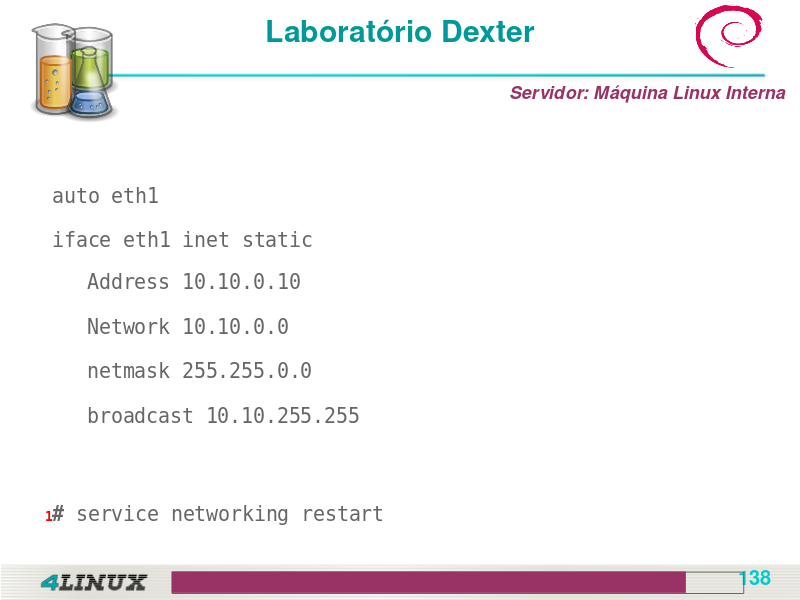 Laboratório Dexter
Servidor: Máquina Linux Interna
auto eth1
iface eth1 inet static
Address 10.10.0.10
Network 10.10.0.0
netmask 255.255.0.0
broadcast 10.10.255.255
1# service networking restart
4LINUX
138